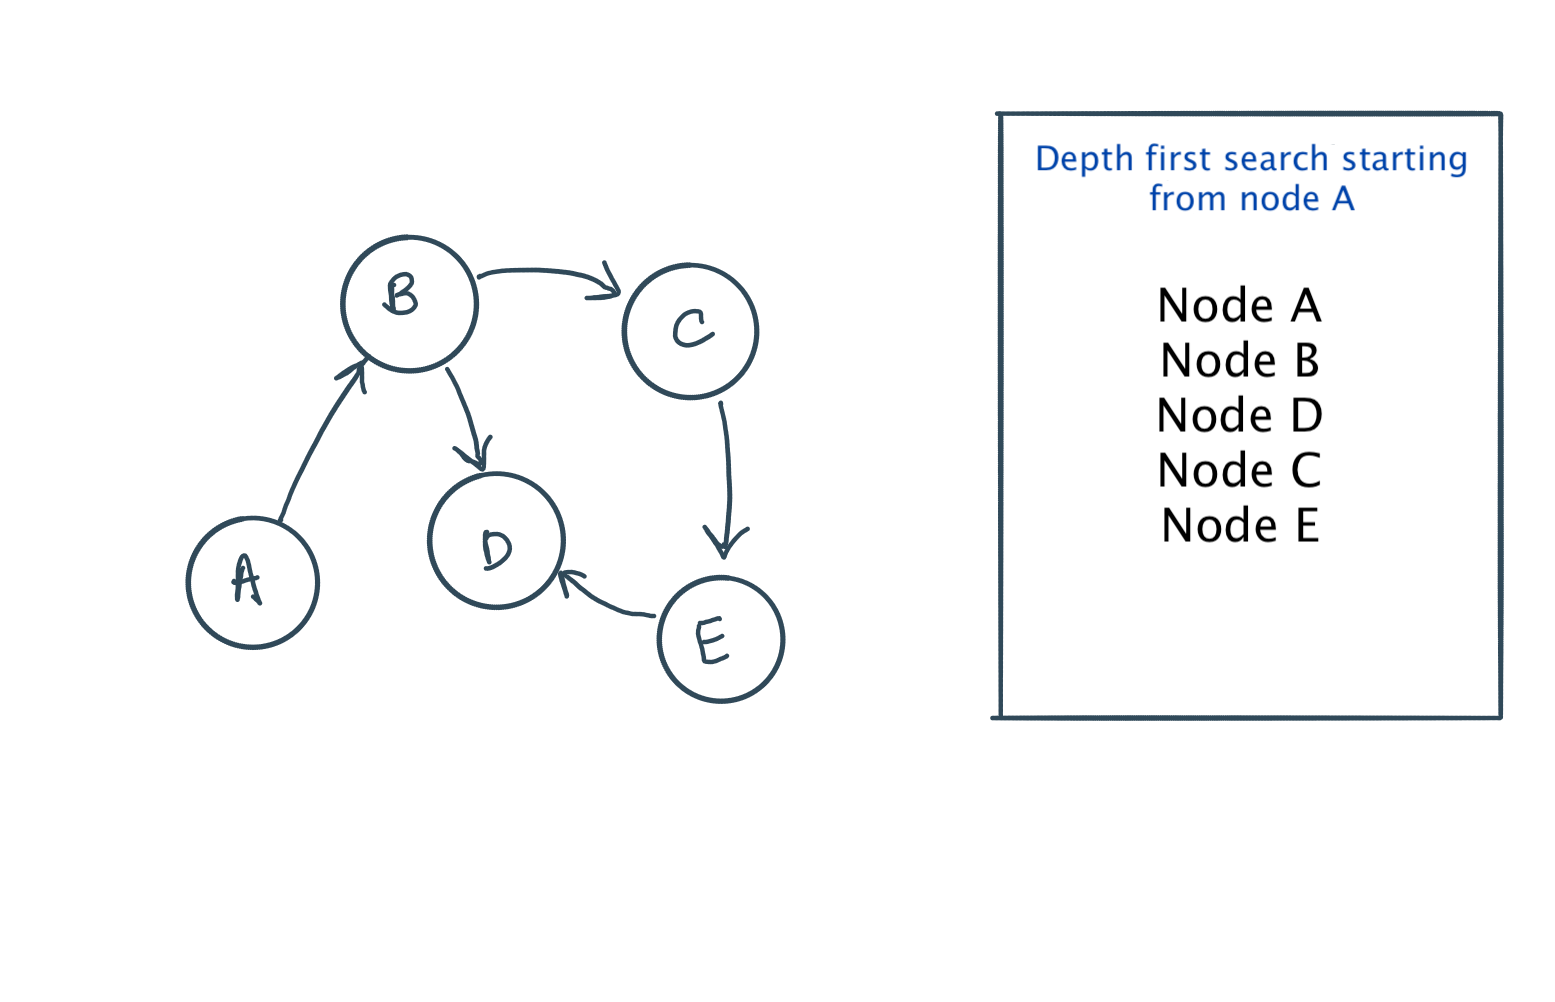 B
C
D
A
E
Depth first search starting
from node A
Node A
Node B
Node D
Node C
Node E